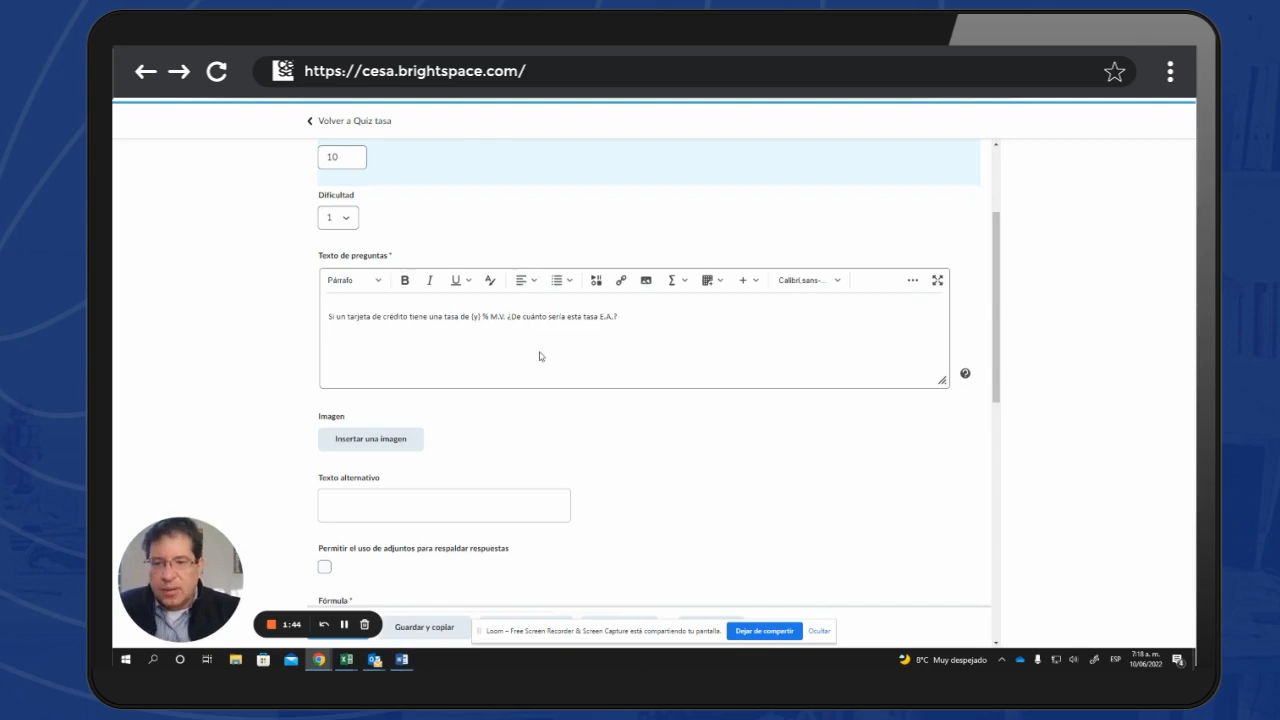 https://cesa.brightspace.com/
Volver a Quiz tasa
10
Dificultad
1
Texto de preguntas *
Párrafo
B I U A Σ + Calibri,sans-... ...
Si un tarjeta de crédito tiene una tasa de {y} % M.V. ¿De cuánto sería esta tasa E.A.?
Imagen
Insertar una imagen
Texto alternativo
Permitir el uso de adjuntos para respaldar respuestas
Fórmula *
1:44
Guardar y copiar
Loom – Free Screen Recorder & Screen Capture está compartiendo tu pantalla.
Dejar de compartir
Ocultar
8°C Muy despejado
ESP
7:18 a. m.
10/06/2022